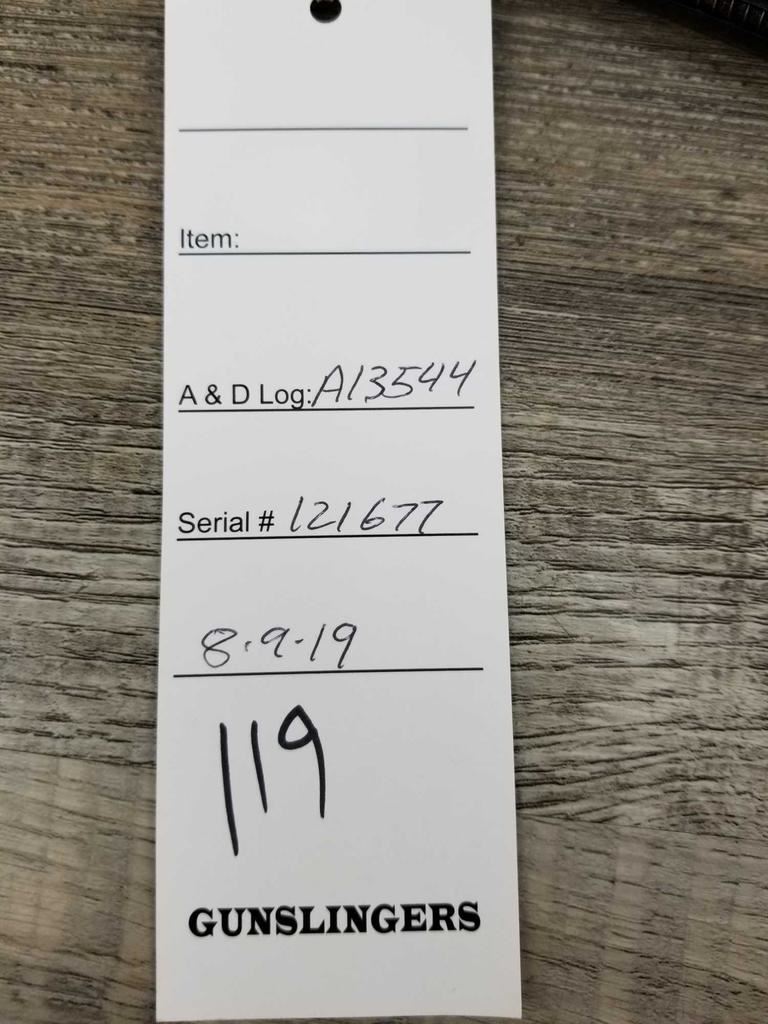 Item:
A & D Log: A13544
Serial # 121677
8.9.19
119
GUNSLINGERS